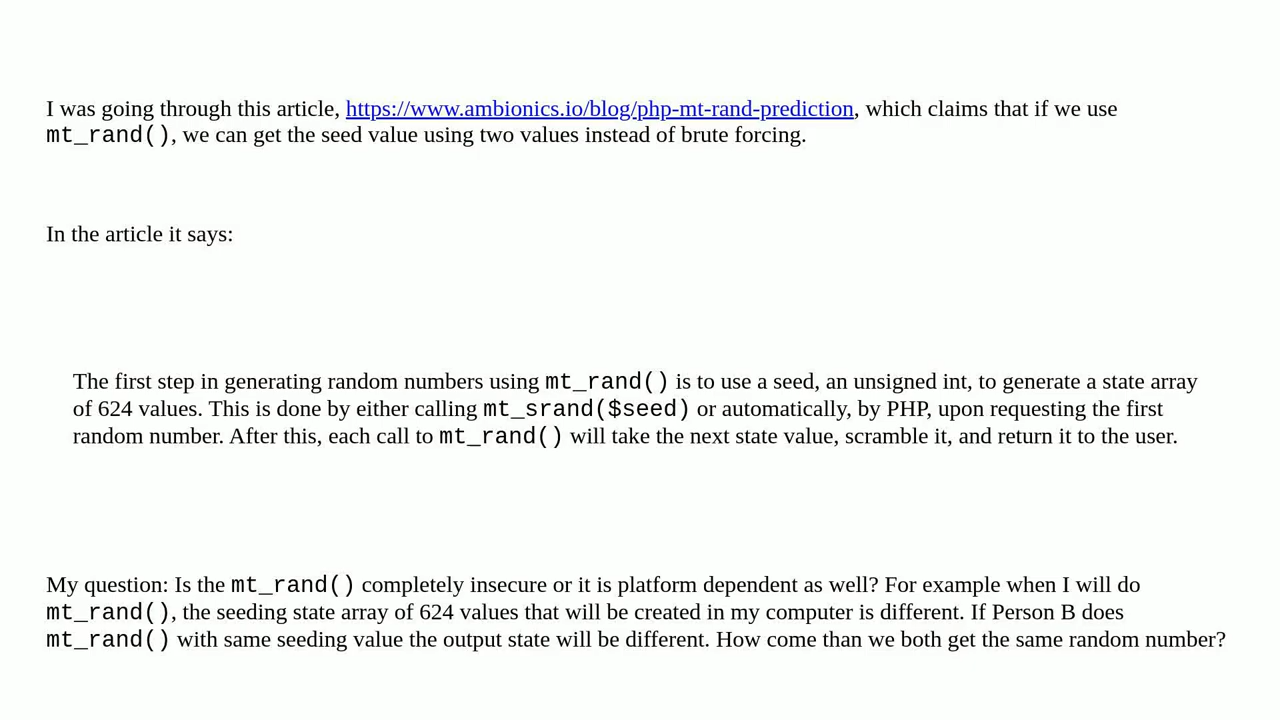 I was going through this article, https://www.ambionics.io/blog/php-mt-rand-prediction, which claims that if we use
mt_rand(), we can get the seed value using two values instead of brute forcing.
In the article it says:
The first step in generating random numbers using mt_rand() is to use a seed, an unsigned int, to generate a state array
of 624 values. This is done by either calling mt_srand($seed) or automatically, by PHP, upon requesting the first
random number. After this, each call to mt_rand() will take the next state value, scramble it, and return it to the user.
My question: Is the mt_rand() completely insecure or it is platform dependent as well? For example when I will do
mt_rand(), the seeding state array of 624 values that will be created in my computer is different. If Person B does
mt_rand() with same seeding value the output state will be different. How come than we both get the same random number?